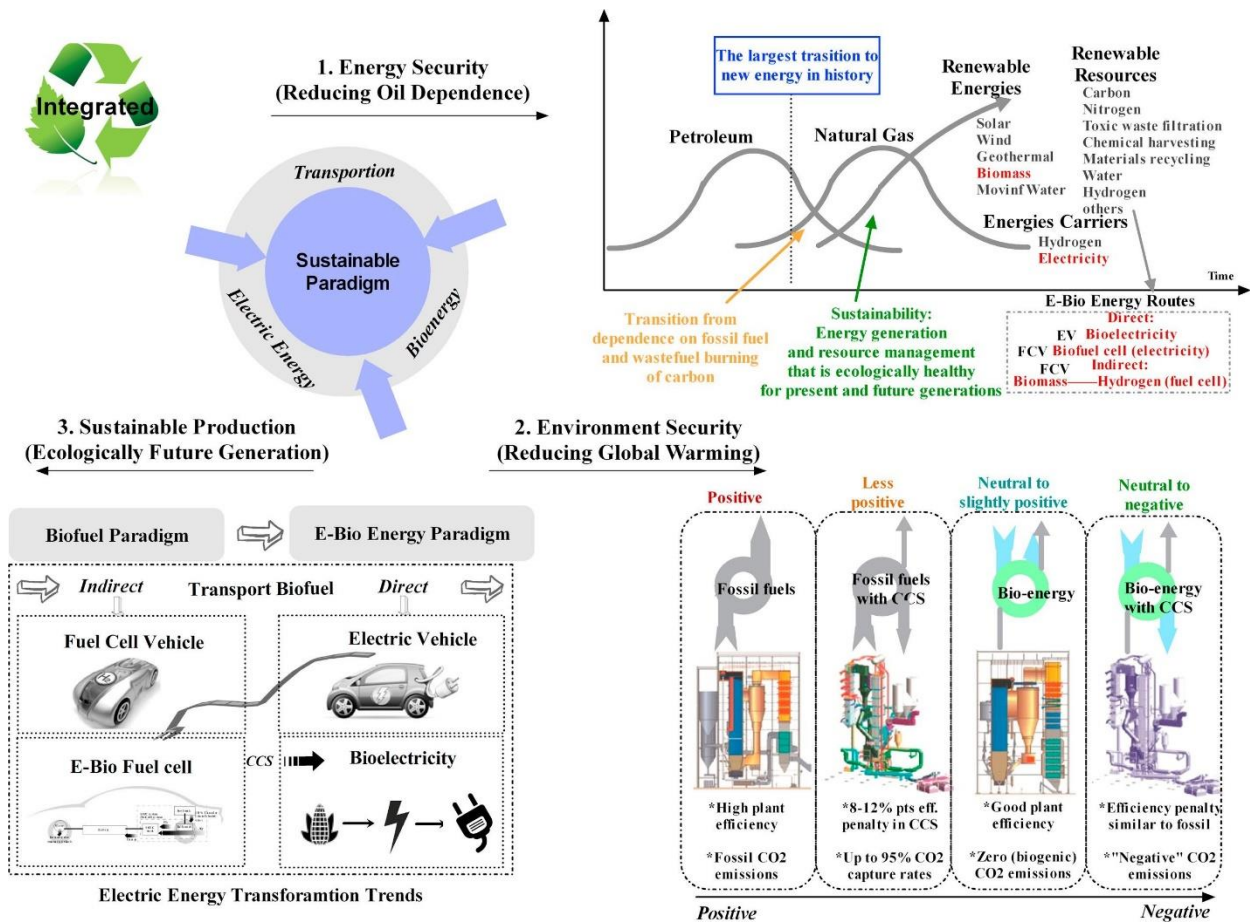 Integrated
1. Energy Security
(Reducing Oil Dependence)
Transportion
Sustainable
Paradigm
Electric Energy
Bioenergy
The largest trasition to
new energy in history
Petroleum
Natural Gas
Renewable
Energies
Solar
Wind
Geothermal
Biomass
Movinf Water
Renewable
Resources
Carbon
Nitrogen
Toxic waste filtration
Chemical harvesting
Materials recycling
Water
Hydrogen
others
Energies Carriers
Hydrogen
Electricity
Time
Transition from
dependence on fossil fuel
and wastefuel burning
of carbon
Sustainability:
Energy generation
and resource management
that is ecologically healthy
for present and future generations
E-Bio Energy Routes
Direct:
EV Bioelectricity
FCV Biofuel cell (electricity)
FCV Indirect:
Biomass——Hydrogen (fuel cell)
3. Sustainable Production
(Ecologically Future Generation)
2. Environment Security
(Reducing Global Warming)
Biofuel Paradigm
E-Bio Energy Paradigm
Indirect
Transport Biofuel
Direct
Fuel Cell Vehicle
Electric Vehicle
E-Bio Fuel cell
CCS
Bioelectricity
Electric Energy Transforamtion Trends
Positive
Less
positive
Neutral to
slightly positive
Neutral to
negative
Fossil fuels
Fossil fuels
with CCS
Bio-energy
Bio-energy
with CCS
*High plant
efficiency
*Fossil CO2
emissions
*8-12% pts eff.
penalty in CCS
*Up to 95% CO2
capture rates
*Good plant
efficiency
*Zero (biogenic)
CO2 emissions
*Efficiency penalty
similar to fossil
*"Negative" CO2
emissions
Positive
Negative